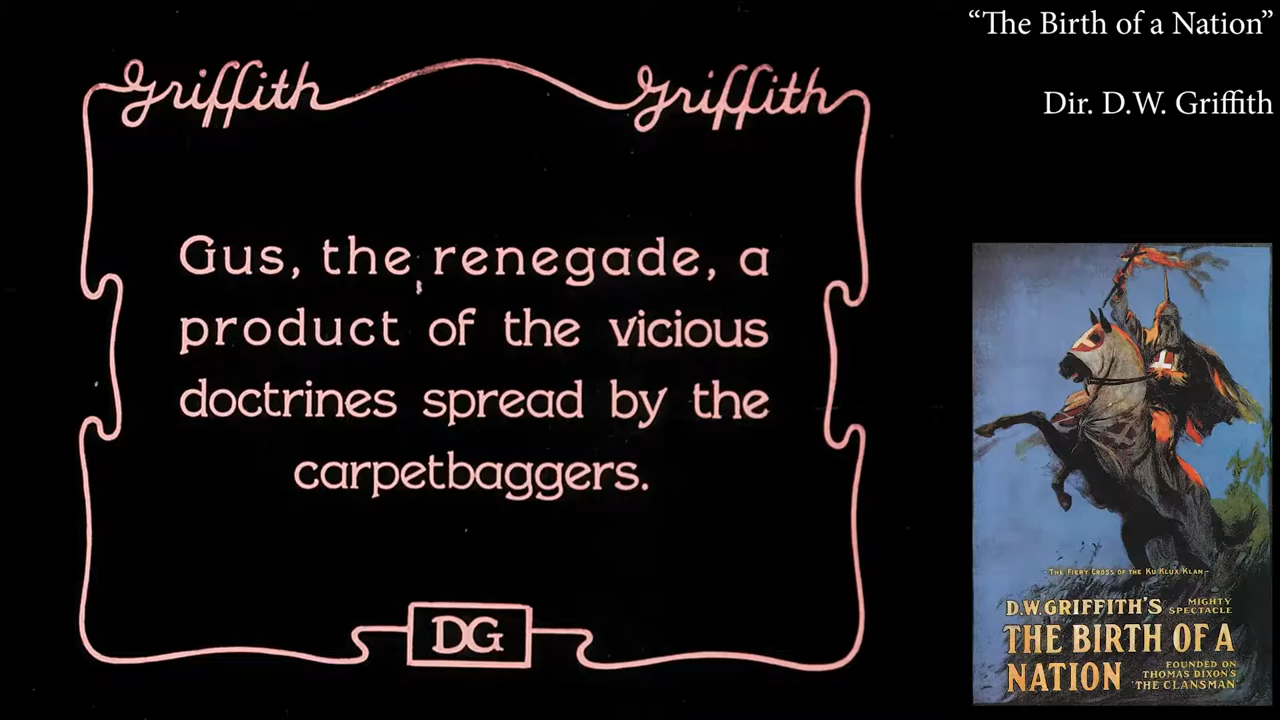 “The Birth of a Nation”
Dir. D.W. Griffith
Griffith Griffith
Gus, the renegade, a
product of the vicious
doctrines spread by the
carpetbaggers.
DG
-THE FIERY CROSS OF THE KU KLUX KLAN-
D.W. GRIFFITH'S MIGHTY SPECTACLE
THE BIRTH OF A
NATION
FOUNDED ON
THOMAS DIXON'S
'THE CLANSMAN'